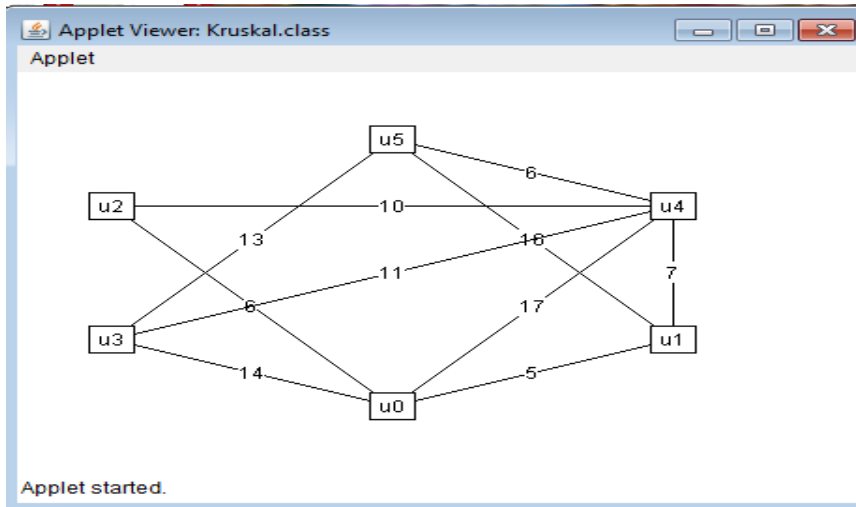 Applet Viewer: Kruskal.class
Applet
u5
6
u2
10
u4
13
16
11
7
6
17
u3
u1
14
5
u0
Applet started.